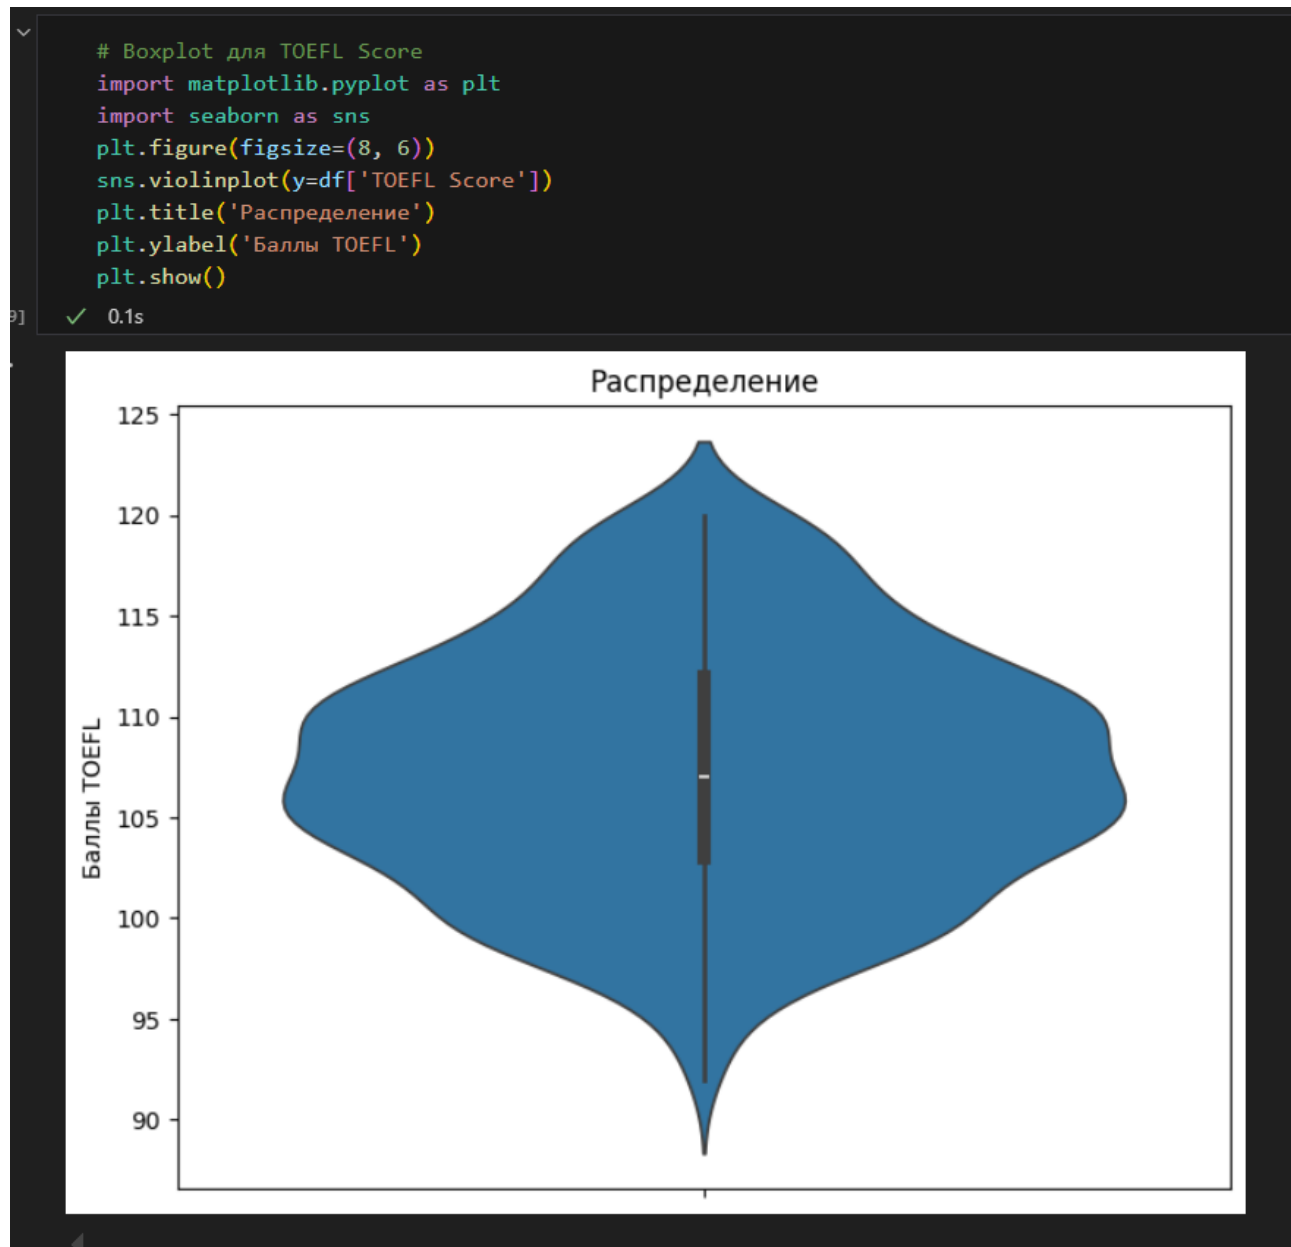 # Boxplot для TOEFL Score
import matplotlib.pyplot as plt
import seaborn as sns
plt.figure(figsize=(8, 6))
sns.violinplot(y=df['TOEFL Score'])
plt.title('Распределение')
plt.ylabel('Баллы TOEFL')
plt.show()
9]
0.1s
Распределение
125
120
115
110
105
100
95
90
Баллы TOEFL